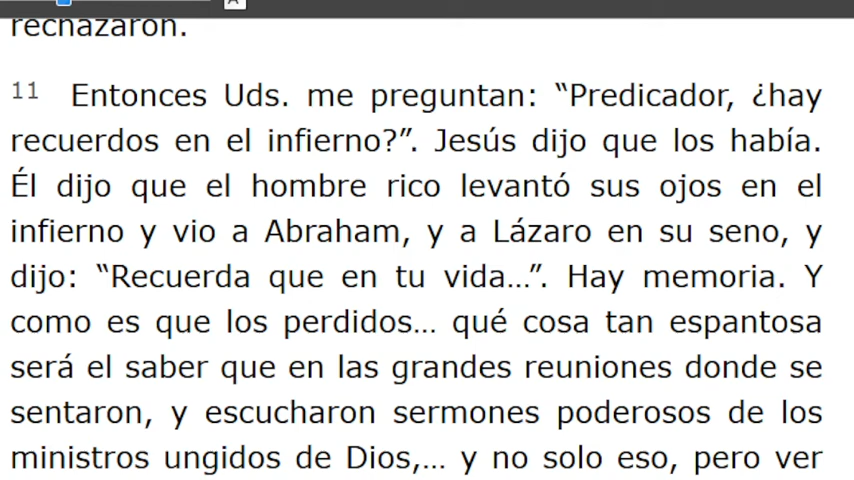 A
rechazaron.
11 Entonces Uds. me preguntan: “Predicador, ¿hay
recuerdos en el infierno?”. Jesús dijo que los había.
Él dijo que el hombre rico levantó sus ojos en el
infierno y vio a Abraham, y a Lázaro en su seno, y
dijo: “Recuerda que en tu vida…”. Hay memoria. Y
como es que los perdidos… qué cosa tan espantosa
será el saber que en las grandes reuniones donde se
sentaron, y escucharon sermones poderosos de los
ministros ungidos de Dios,… y no solo eso, pero ver